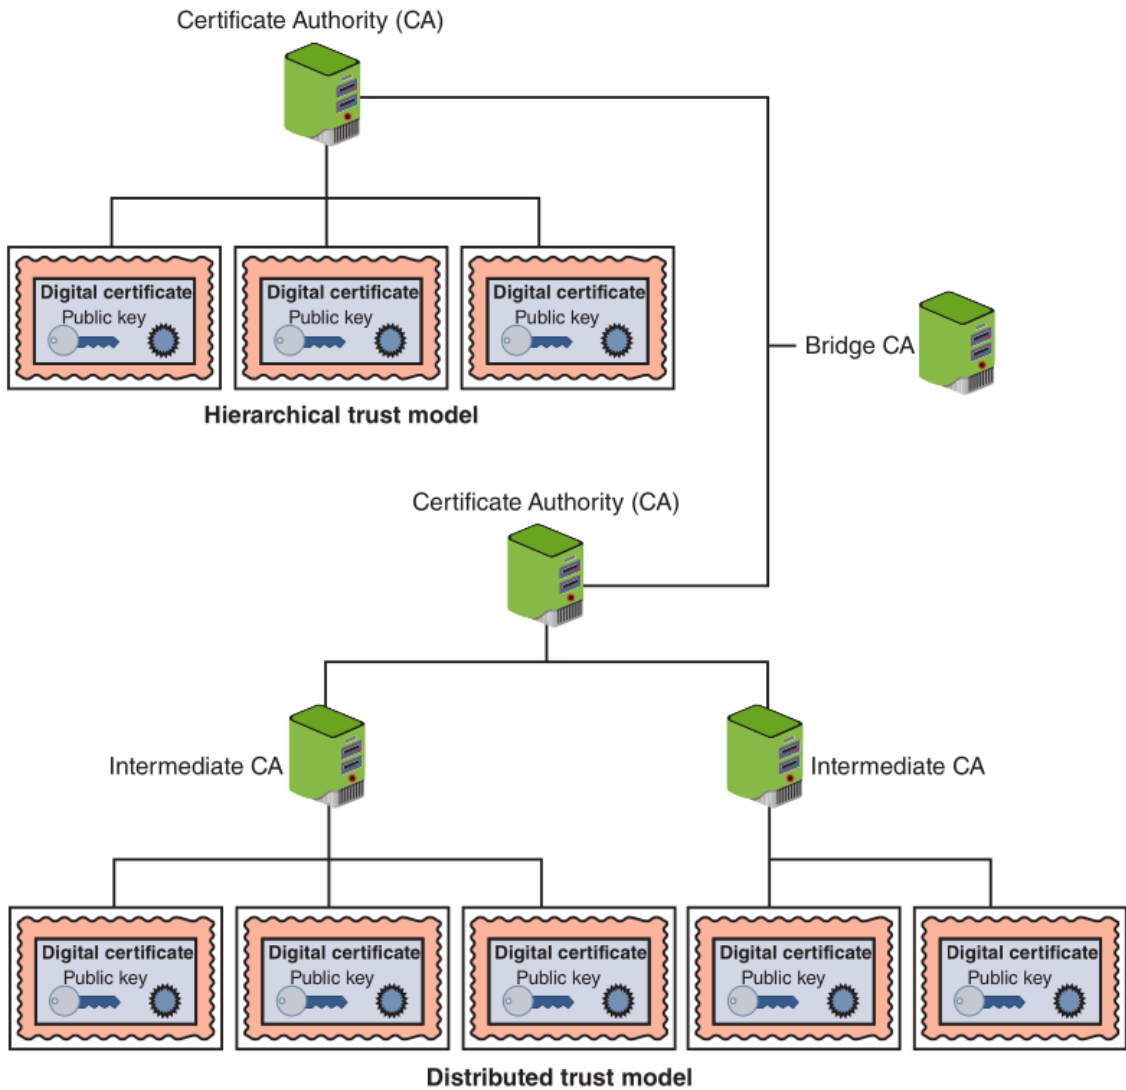 Certificate Authority (CA)
Digital certificate
Public key
Digital certificate
Public key
Digital certificate
Public key
Bridge CA
Hierarchical trust model
Certificate Authority (CA)
Intermediate CA
Intermediate CA
Digital certificate
Public key
Digital certificate
Public key
Digital certificate
Public key
Digital certificate
Public key
Digital certificate
Public key
Distributed trust model